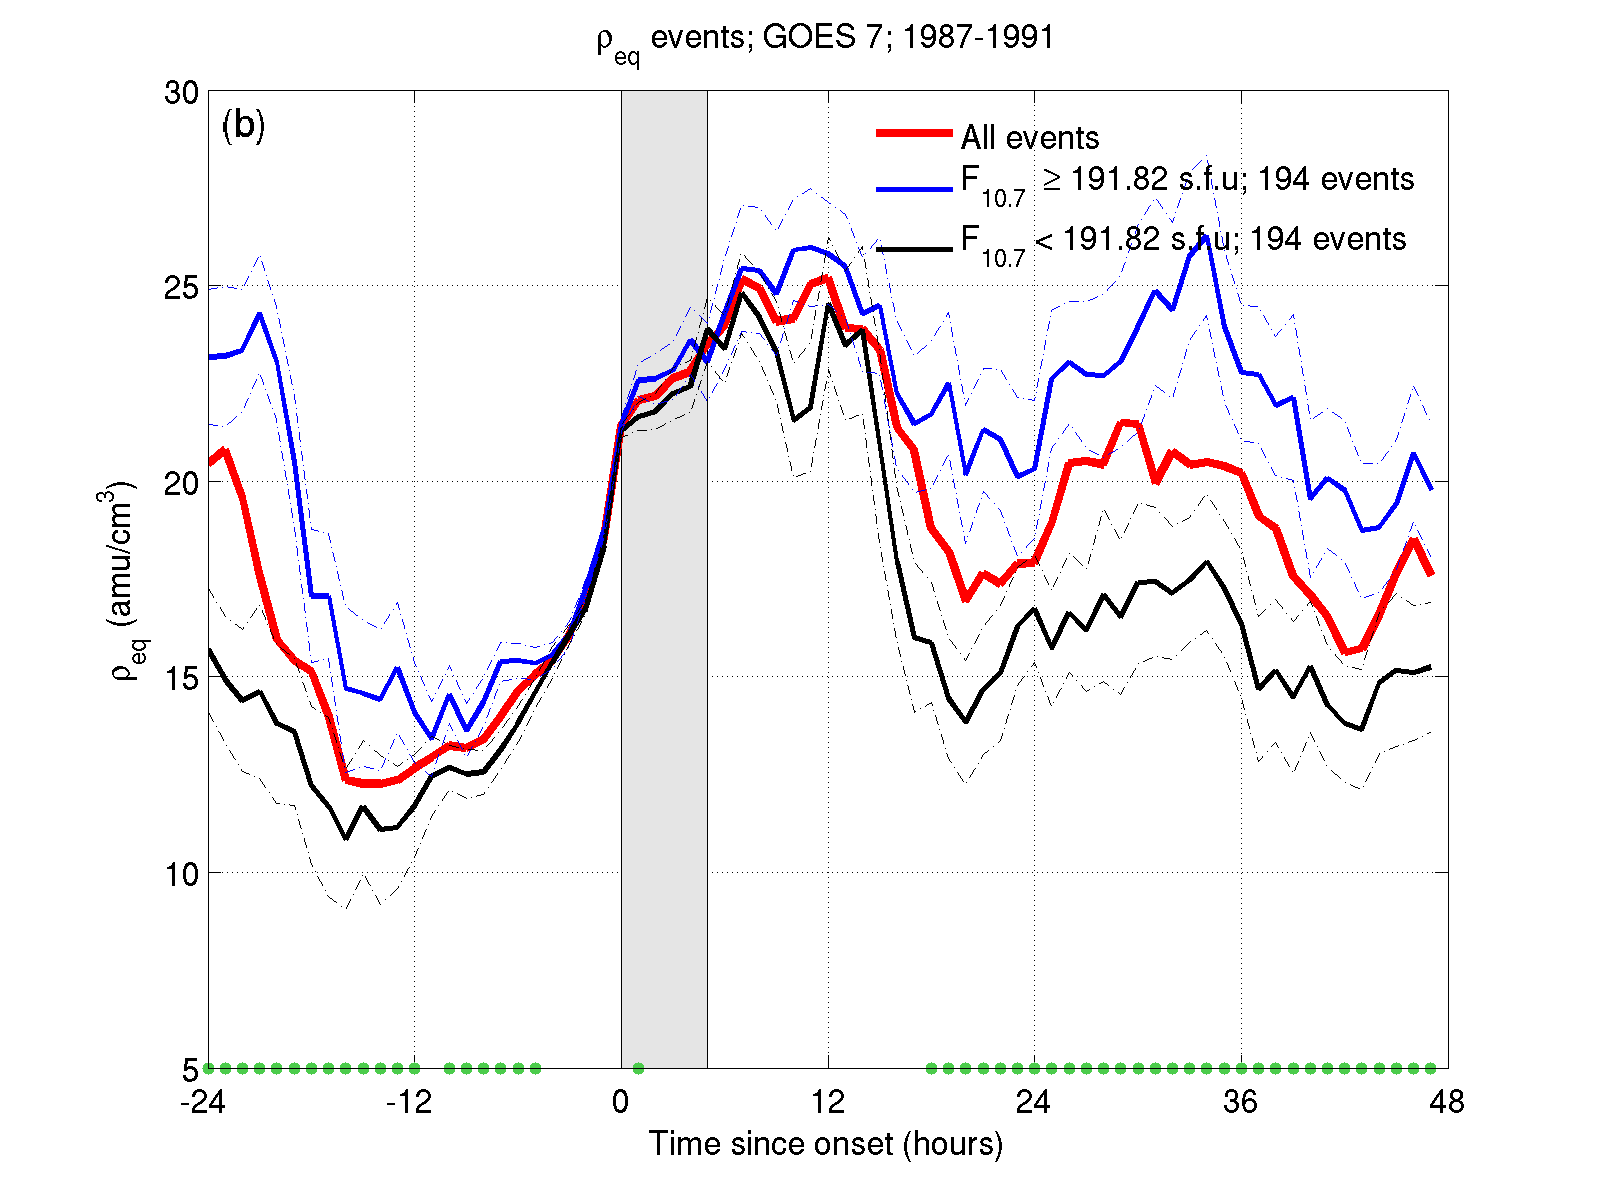 ρeq events; GOES 7; 1987-1991
(b)
All events
F10.7 ≥ 191.82 s.f.u; 194 events
F10.7 < 191.82 s.f.u; 194 events
ρeq (amu/cm3)
30
25
20
15
10
5
-24 -12 0 12 24 36 48
Time since onset (hours)